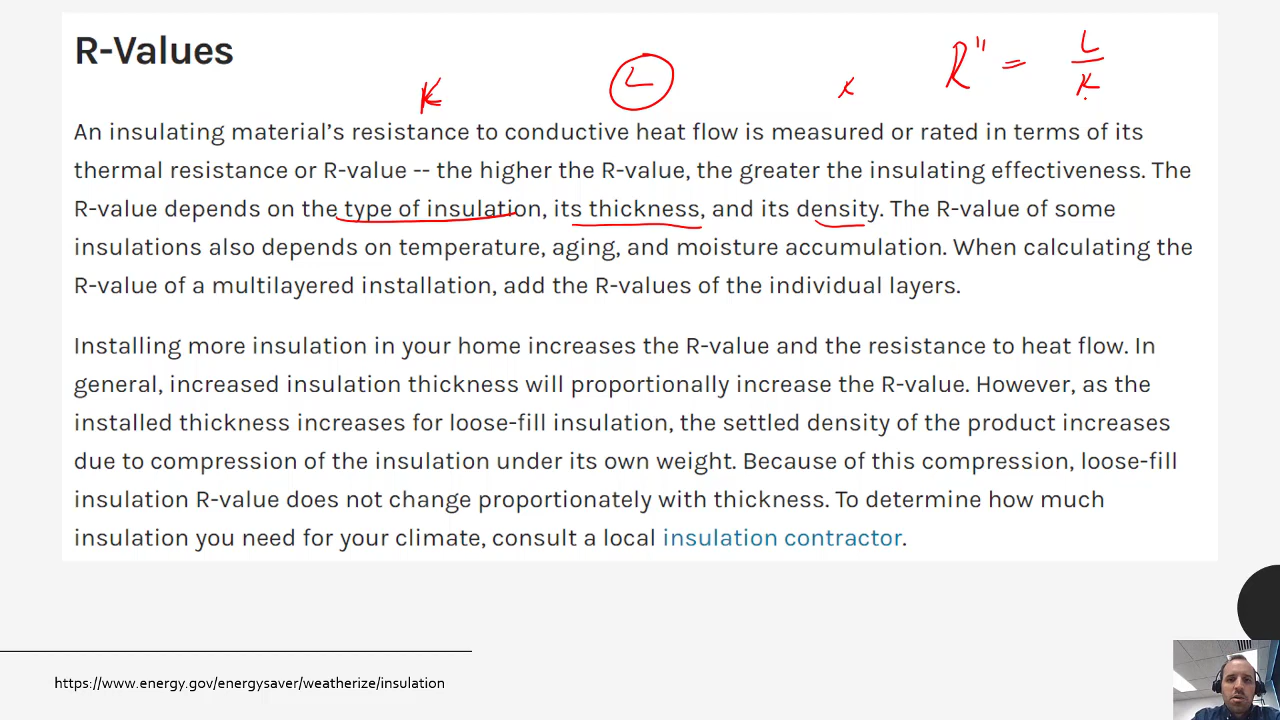 R-Values
K L K R" = L/K
An insulating material's resistance to conductive heat flow is measured or rated in terms of its
thermal resistance or R-value -- the higher the R-value, the greater the insulating effectiveness. The
R-value depends on the type of insulation, its thickness, and its density. The R-value of some
insulations also depends on temperature, aging, and moisture accumulation. When calculating the
R-value of a multilayered installation, add the R-values of the individual layers.
Installing more insulation in your home increases the R-value and the resistance to heat flow. In
general, increased insulation thickness will proportionally increase the R-value. However, as the
installed thickness increases for loose-fill insulation, the settled density of the product increases
due to compression of the insulation under its own weight. Because of this compression, loose-fill
insulation R-value does not change proportionately with thickness. To determine how much
insulation you need for your climate, consult a local insulation contractor.
https://www.energy.gov/energysaver/weatherize/insulation